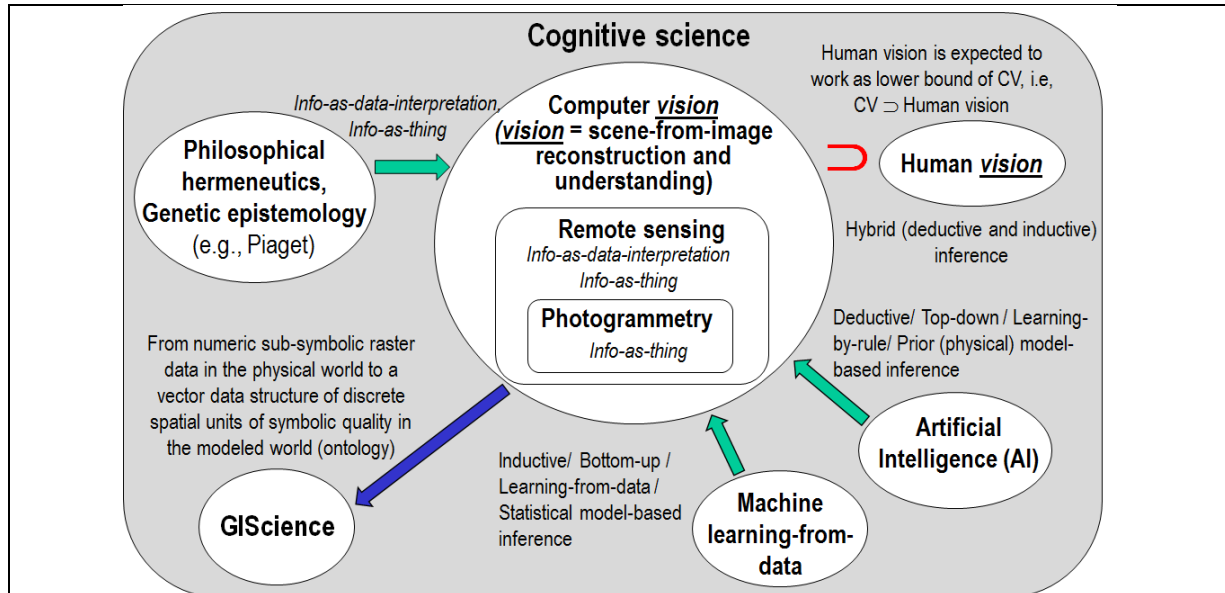 Cognitive science
Human vision is expected to
work as lower bound of CV, i.e,
CV ⊃ Human vision
Info-as-data-interpretation,
Info-as-thing
Computer vision
(vision = scene-from-image
reconstruction and
understanding)
Philosophical
hermeneutics,
Genetic epistemology
(e.g., Piaget)
Human vision
Remote sensing
Info-as-data-interpretation
Info-as-thing
Hybrid (deductive and inductive)
inference
Photogrammetry
Info-as-thing
Deductive/ Top-down / Learning-
by-rule/ Prior (physical) model-
based inference
From numeric sub-symbolic raster
data in the physical world to a
vector data structure of discrete
spatial units of symbolic quality in
the modeled world (ontology)
Artificial
Intelligence (AI)
Inductive/ Bottom-up /
Learning-from-data /
Statistical model-based
inference
Machine
learning-from-
data
GIScience